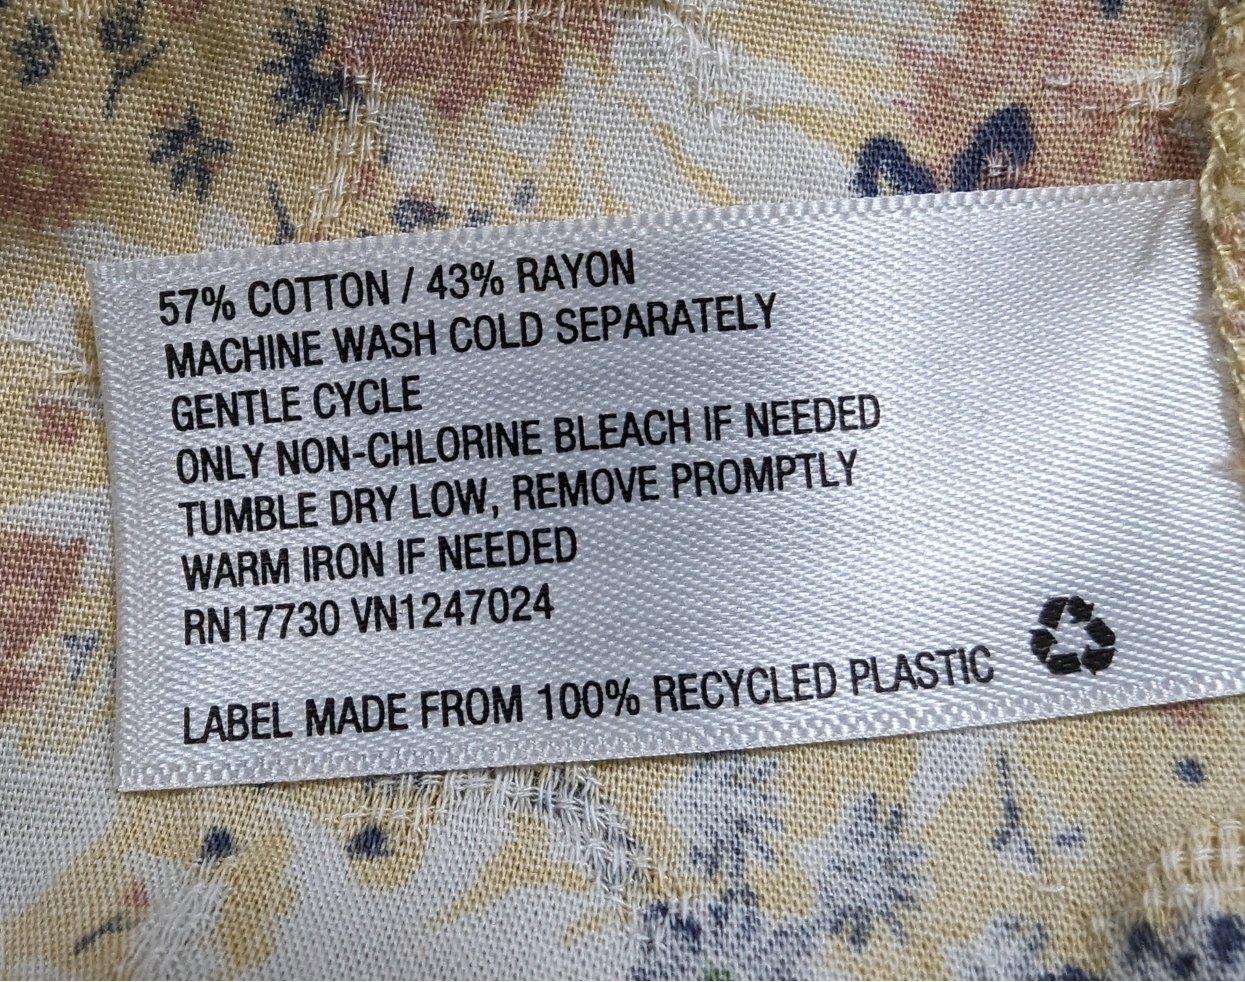 57% COTTON / 43% RAYON
MACHINE WASH COLD SEPARATELY
GENTLE CYCLE
ONLY NON-CHLORINE BLEACH IF NEEDED
TUMBLE DRY LOW, REMOVE PROMPTLY
WARM IRON IF NEEDED
RN17730 VN1247024
LABEL MADE FROM 100% RECYCLED PLASTIC